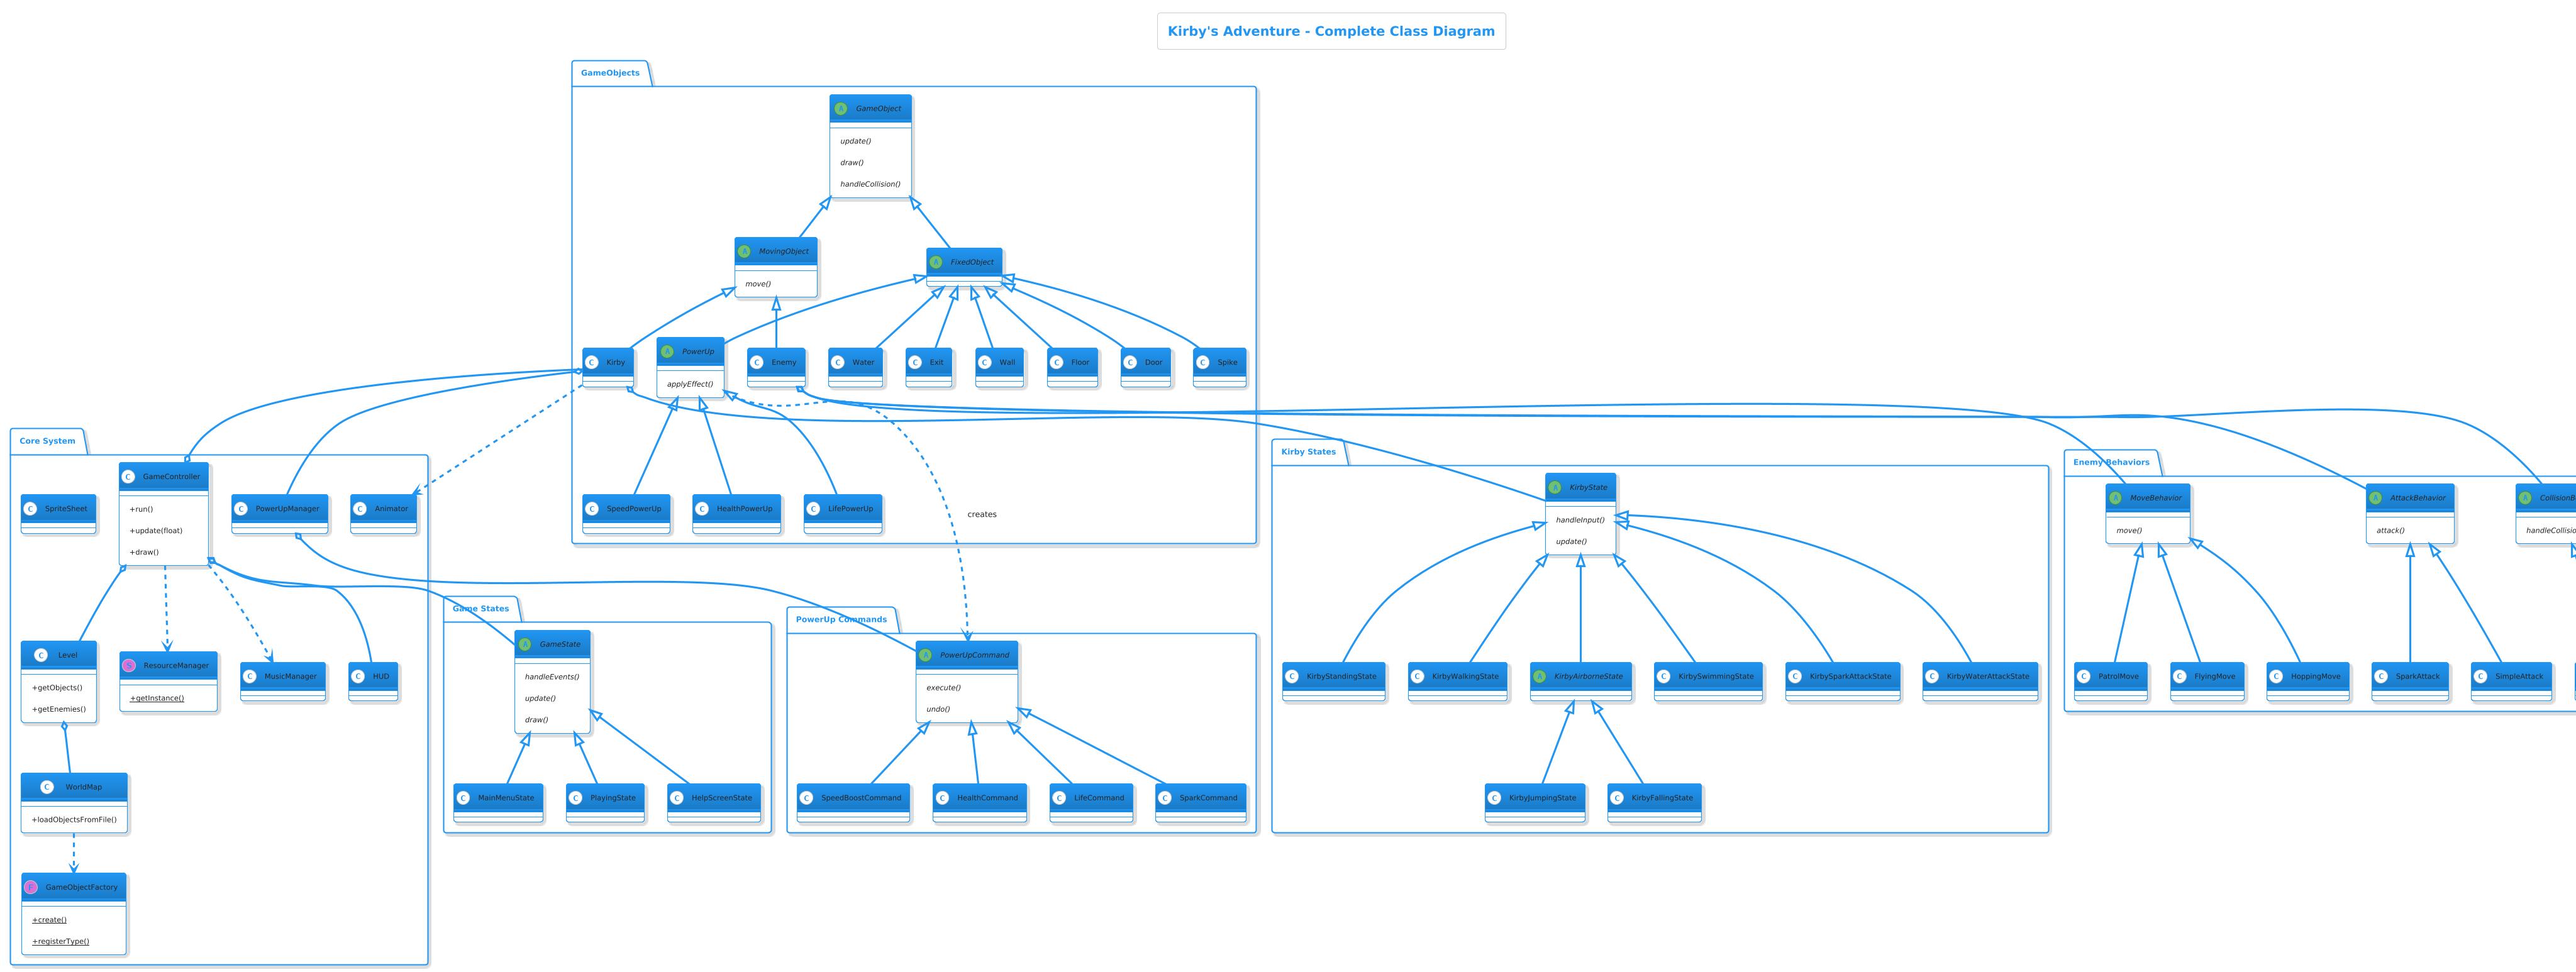 Kirby's Adventure - Complete Class Diagram
GameObjects
A GameObject
update()
draw()
handleCollision()
A MovingObject
move()
A FixedObject
C Kirby
A PowerUp
applyEffect()
C Enemy
C Water
C Exit
C Wall
C Floor
C Door
C Spike
C SpeedPowerUp
C HealthPowerUp
C LifePowerUp
creates
Core System
C SpriteSheet
C GameController
+run()
+update(float)
+draw()
C PowerUpManager
C Animator
C Level
+getObjects()
+getEnemies()
S ResourceManager
+getInstance()
C MusicManager
C HUD
C WorldMap
+loadObjectsFromFile()
F GameObjectFactory
+create()
+registerType()
Game States
A GameState
handleEvents()
update()
draw()
C MainMenuState
C PlayingState
C HelpScreenState
PowerUp Commands
A PowerUpCommand
execute()
undo()
C SpeedBoostCommand
C HealthCommand
C LifeCommand
C SparkCommand
Kirby States
A KirbyState
handleInput()
update()
C KirbyStandingState
C KirbyWalkingState
A KirbyAirborneState
C KirbySwimmingState
C KirbySparkAttackState
C KirbyWaterAttackState
C KirbyJumpingState
C KirbyFallingState
Enemy Behaviors
A MoveBehavior
move()
A AttackBehavior
attack()
A
C PatrolMove
C FlyingMove
C HoppingMove
C SparkAttack
C SimpleAttack